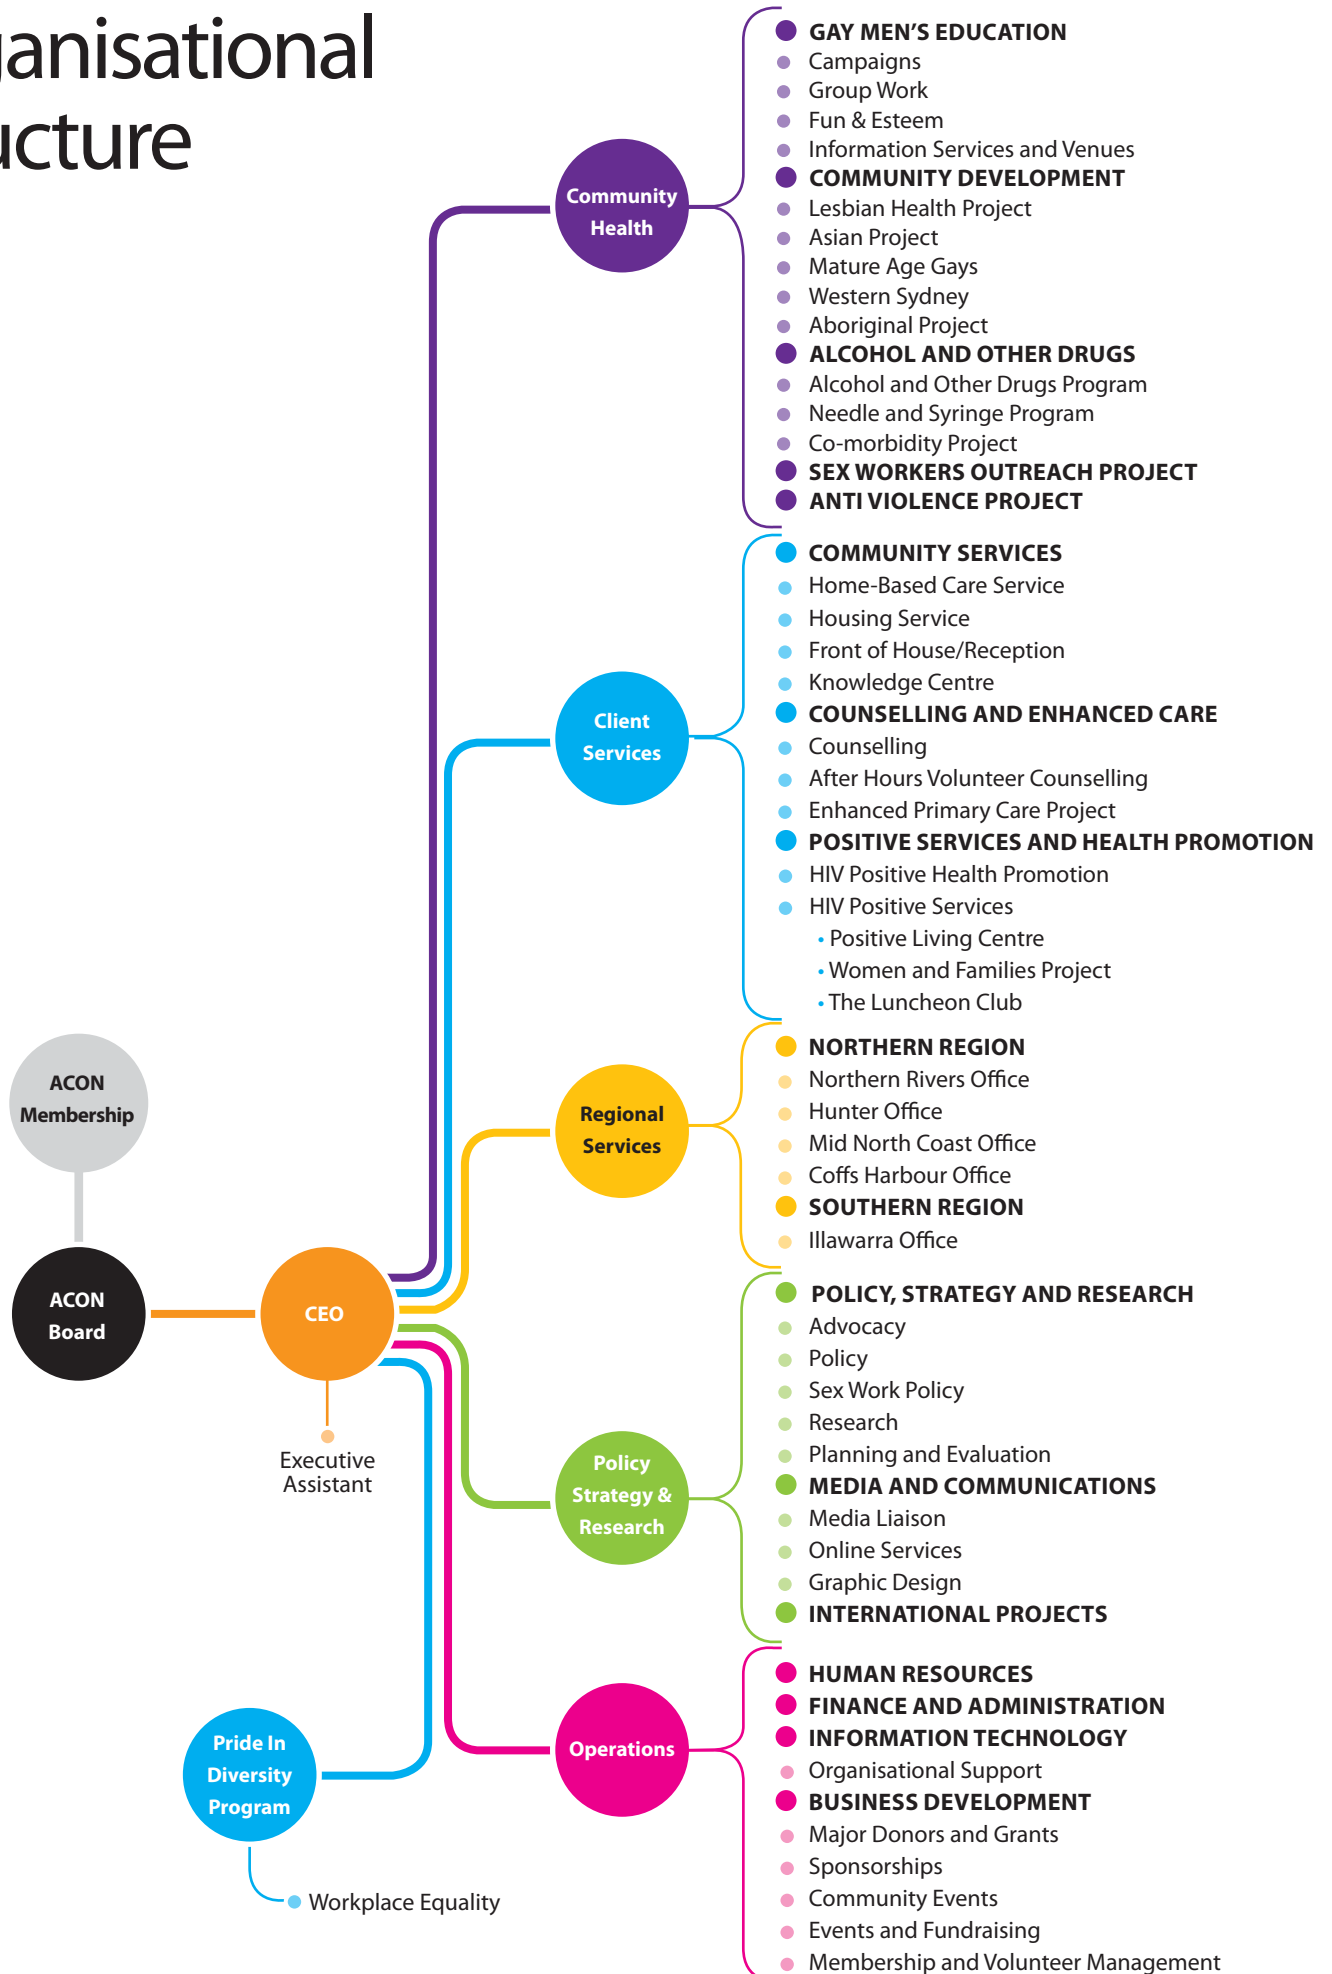 ganisational
ucture
GAY MEN'S EDUCATION
Campaigns
Group Work
Fun & Esteem
Information Services and Venues
COMMUNITY DEVELOPMENT
Lesbian Health Project
Asian Project
Mature Age Gays
Western Sydney
Aboriginal Project
ALCOHOL AND OTHER DRUGS
Alcohol and Other Drugs Program
Needle and Syringe Program
Co-morbidity Project
SEX WORKERS OUTREACH PROJECT
ANTI VIOLENCE PROJECT
Community
Health
COMMUNITY SERVICES
Home-Based Care Service
Housing Service
Front of House/Reception
Knowledge Centre
COUNSELLING AND ENHANCED CARE
Counselling
After Hours Volunteer Counselling
Enhanced Primary Care Project
POSITIVE SERVICES AND HEALTH PROMOTION
HIV Positive Health Promotion
HIV Positive Services
• Positive Living Centre
• Women and Families Project
• The Luncheon Club
Client
Services
NORTHERN REGION
Northern Rivers Office
Hunter Office
Mid North Coast Office
Coffs Harbour Office
SOUTHERN REGION
Illawarra Office
Regional
Services
ACON
Membership
ACON
Board
CEO
Executive
Assistant
POLICY, STRATEGY AND RESEARCH
Advocacy
Policy
Sex Work Policy
Research
Planning and Evaluation
MEDIA AND COMMUNICATIONS
Media Liaison
Online Services
Graphic Design
INTERNATIONAL PROJECTS
Policy
Strategy &
Research
HUMAN RESOURCES
FINANCE AND ADMINISTRATION
INFORMATION TECHNOLOGY
Organisational Support
BUSINESS DEVELOPMENT
Major Donors and Grants
Sponsorships
Community Events
Events and Fundraising
Membership and Volunteer Management
Operations
Pride In
Diversity
Program
Workplace Equality